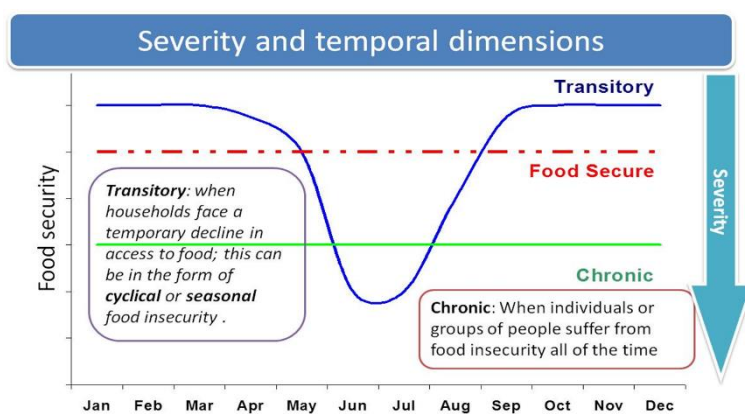 Severity and temporal dimensions
Transitory
Food Secure
Transitory: when
households face a
temporary decline in
access to food; this can
be in the form of
cyclical or seasonal
food insecurity .
Chronic
Chronic: When individuals or
groups of people suffer from
food insecurity all of the time
Food security
Severity
Jan Feb Mar Apr May Jun Jul Aug Sep Oct Nov Dec